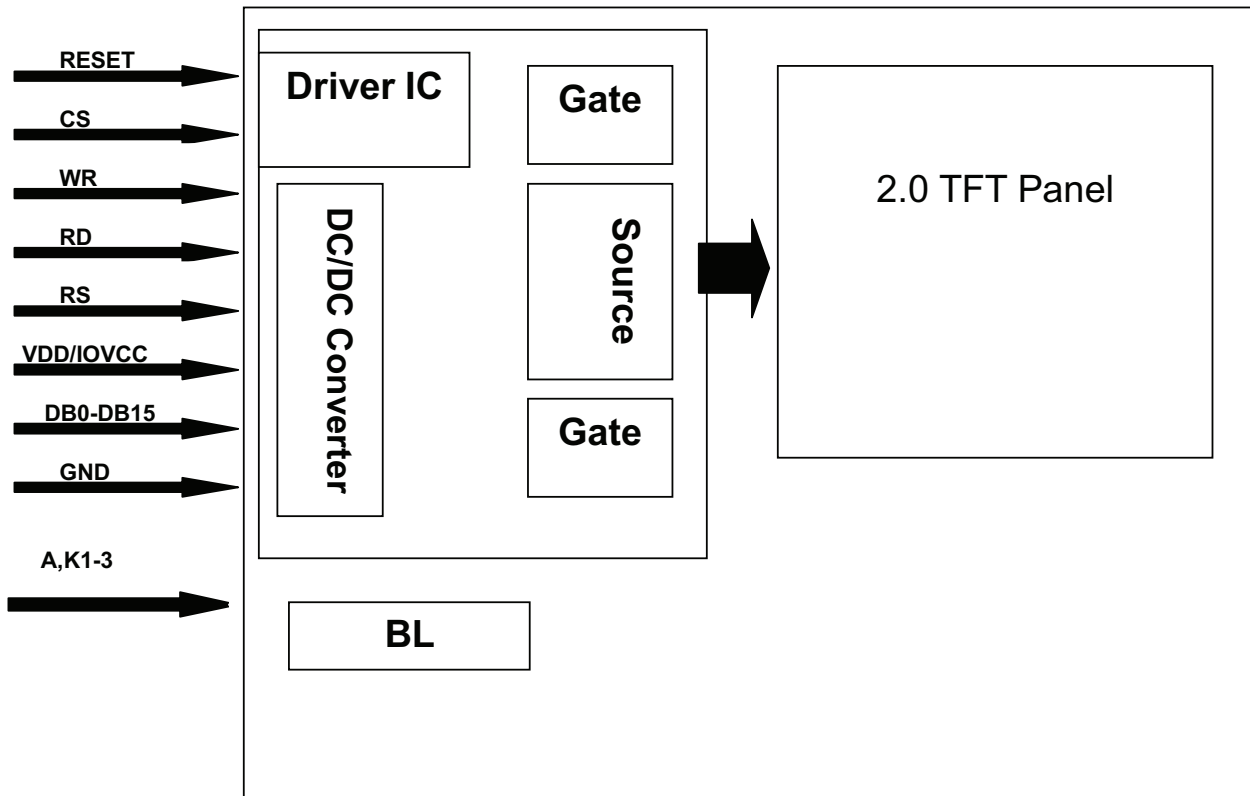 RESET
CS
WR
RD
RS
VDD/IOVCC
DB0-DB15
GND
A,K1-3
Driver IC
DC/DC Converter
Gate
Source
Gate
BL
2.0 TFT Panel